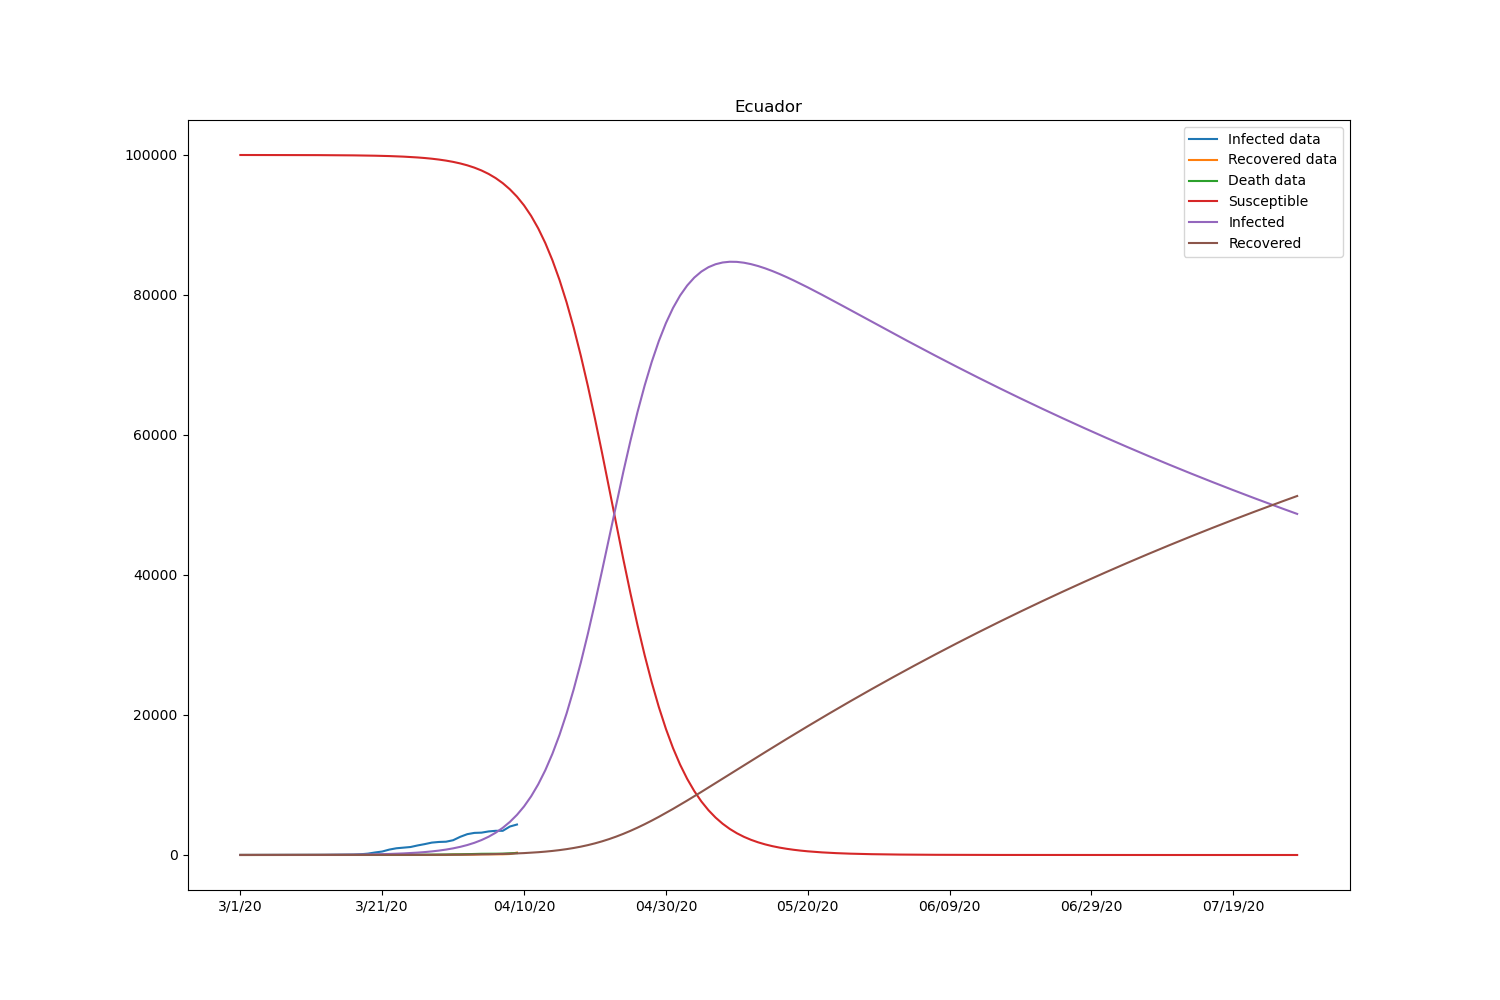 Ecuador
Infected data
Recovered data
Death data
Susceptible
Infected
Recovered
100000
80000
60000
40000
20000
0
3/1/20
3/21/20
04/10/20
04/30/20
05/20/20
06/09/20
06/29/20
07/19/20